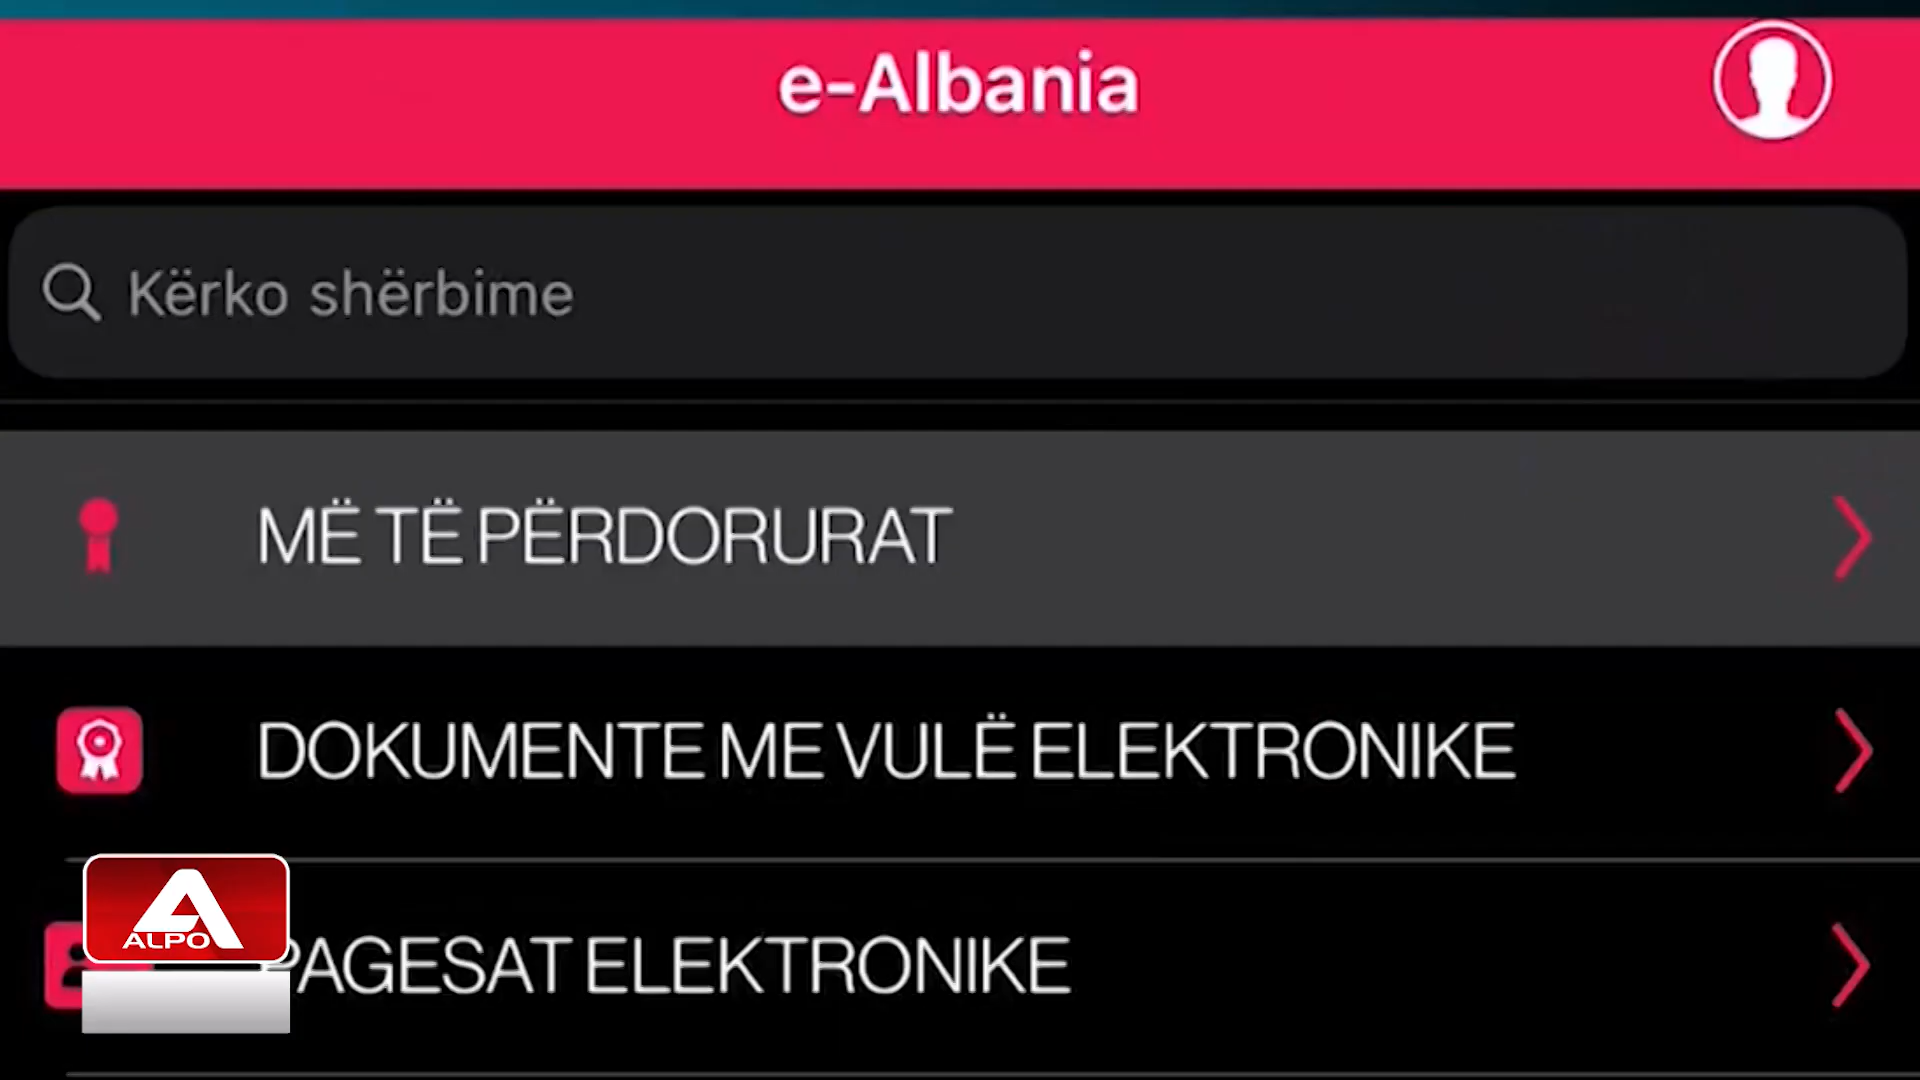 e-Albania
Kërko shërbime
MË TË PËRDORURAT
DOKUMENTE ME VULË ELEKTRONIKE
PAGESAT ELEKTRONIKE
ALPO